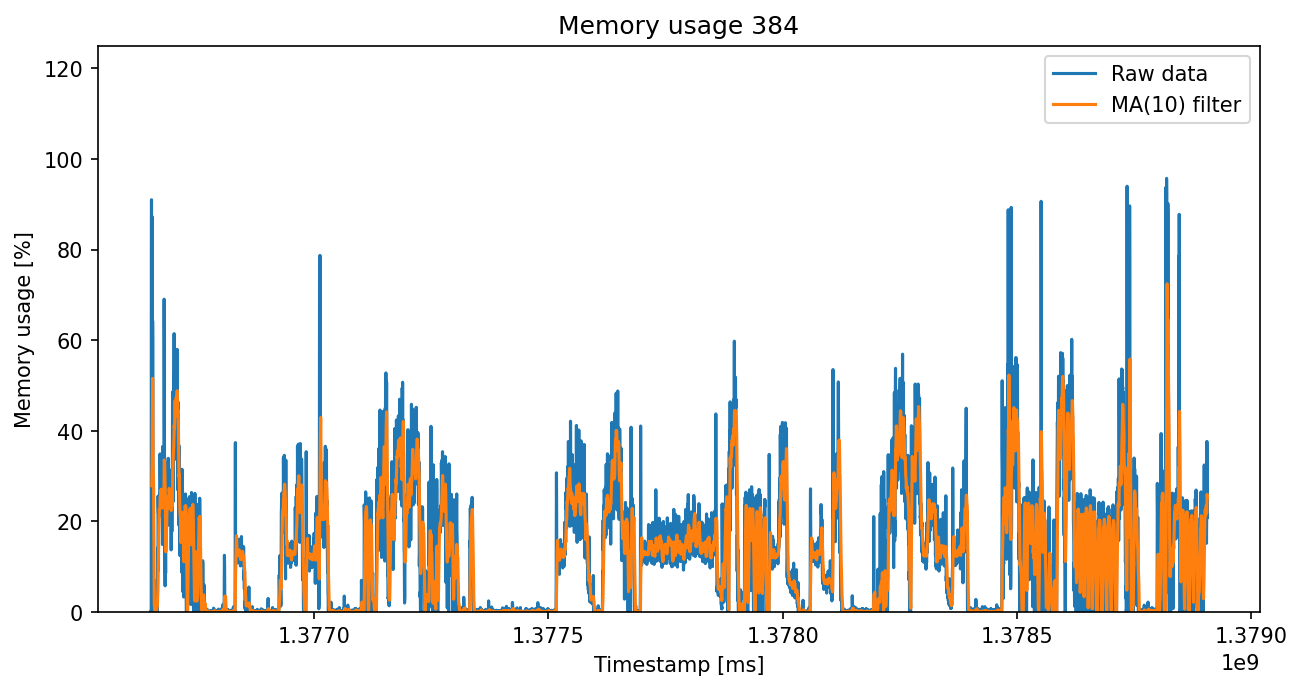 Memory usage 384
Raw data
MA(10) filter
Memory usage [%]
120
100
80
60
40
20
0
1.3770 1.3775 1.3780 1.3785 1.3790
1e9
Timestamp [ms]